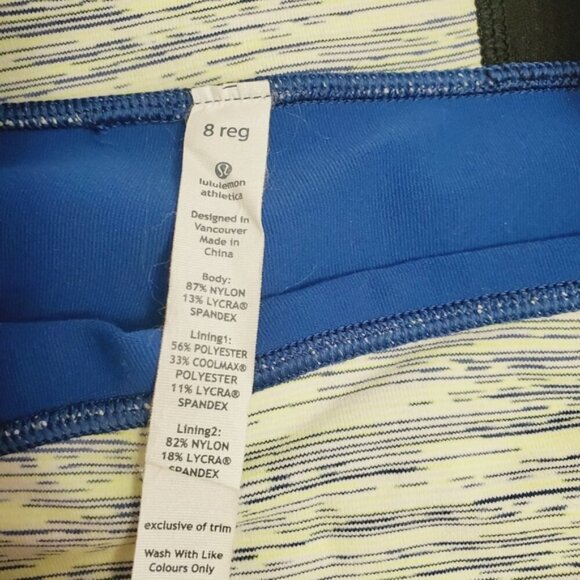 8 reg
lululemon
athletica
Designed in
Vancouver
Made in
China
Body:
87% NYLON
13% LYCRA®
SPANDEX
Lining1:
56% POLYESTER
33% COOLMAX®
POLYESTER
11% LYCRA®
SPANDEX
Lining2:
82% NYLON
18% LYCRA®
SPANDEX
exclusive of trim
Wash With Like
Colours Only